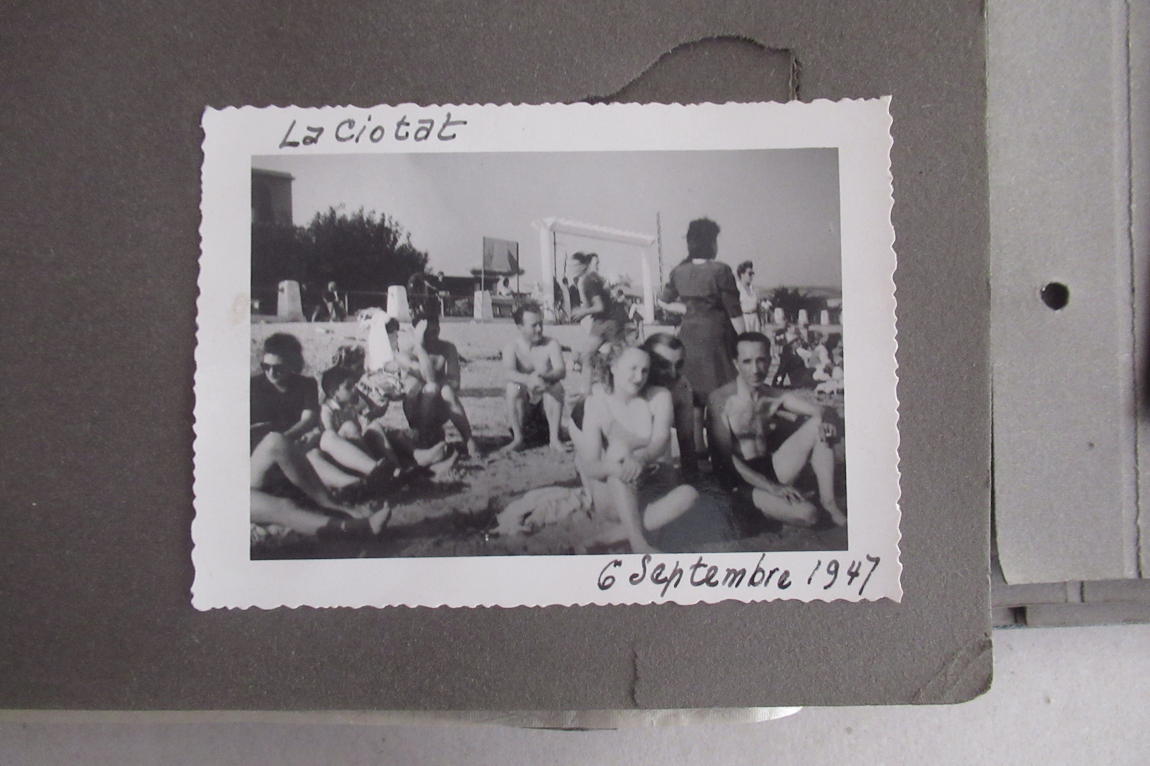 La Ciotat
6 Septembre 1947